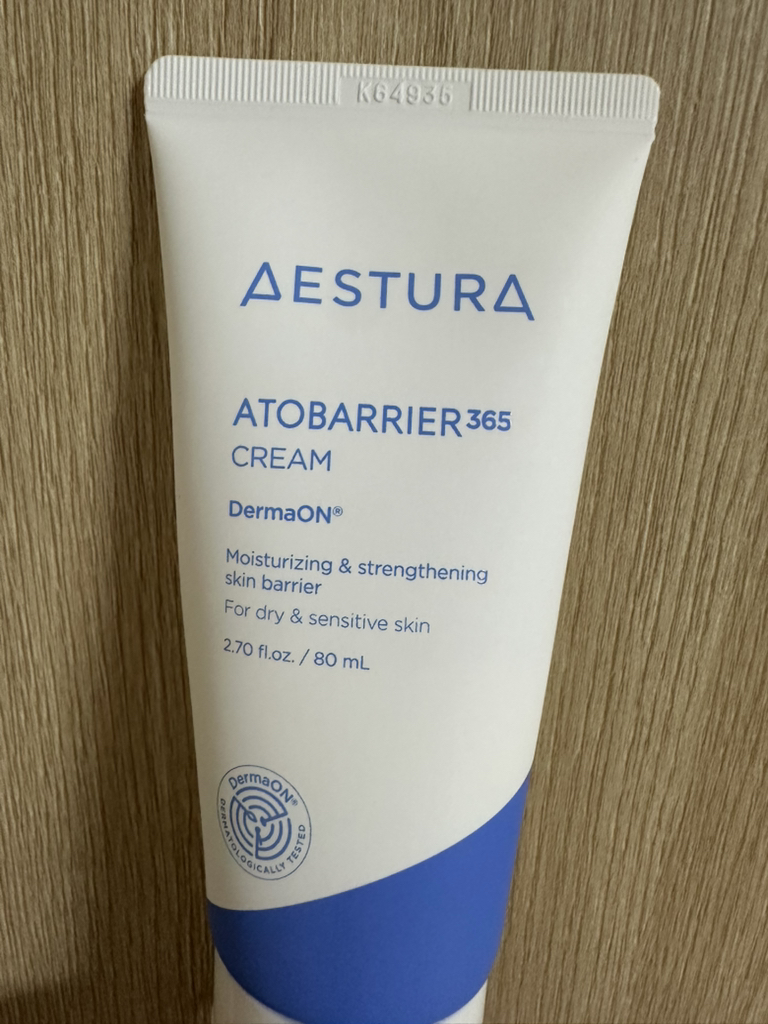 K64935
AESTURA
ATOBARRIER365
CREAM
DermaON®
Moisturizing & strengthening
skin barrier
For dry & sensitive skin
2.70 fl.oz. / 80 mL
DermaON®
DERMATOLOGICALLY TESTED